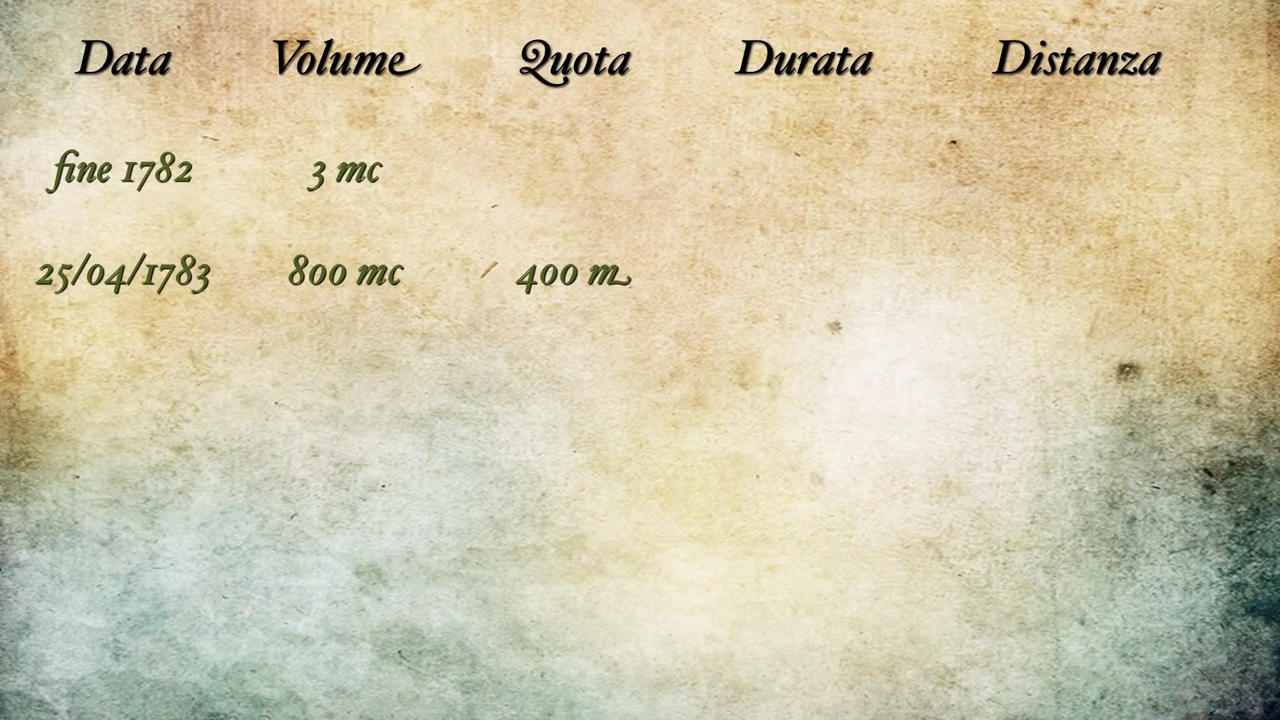 Data Volume Quota Durata Distanza
fine 1782 3 mc
25/04/1783 800 mc 400 m